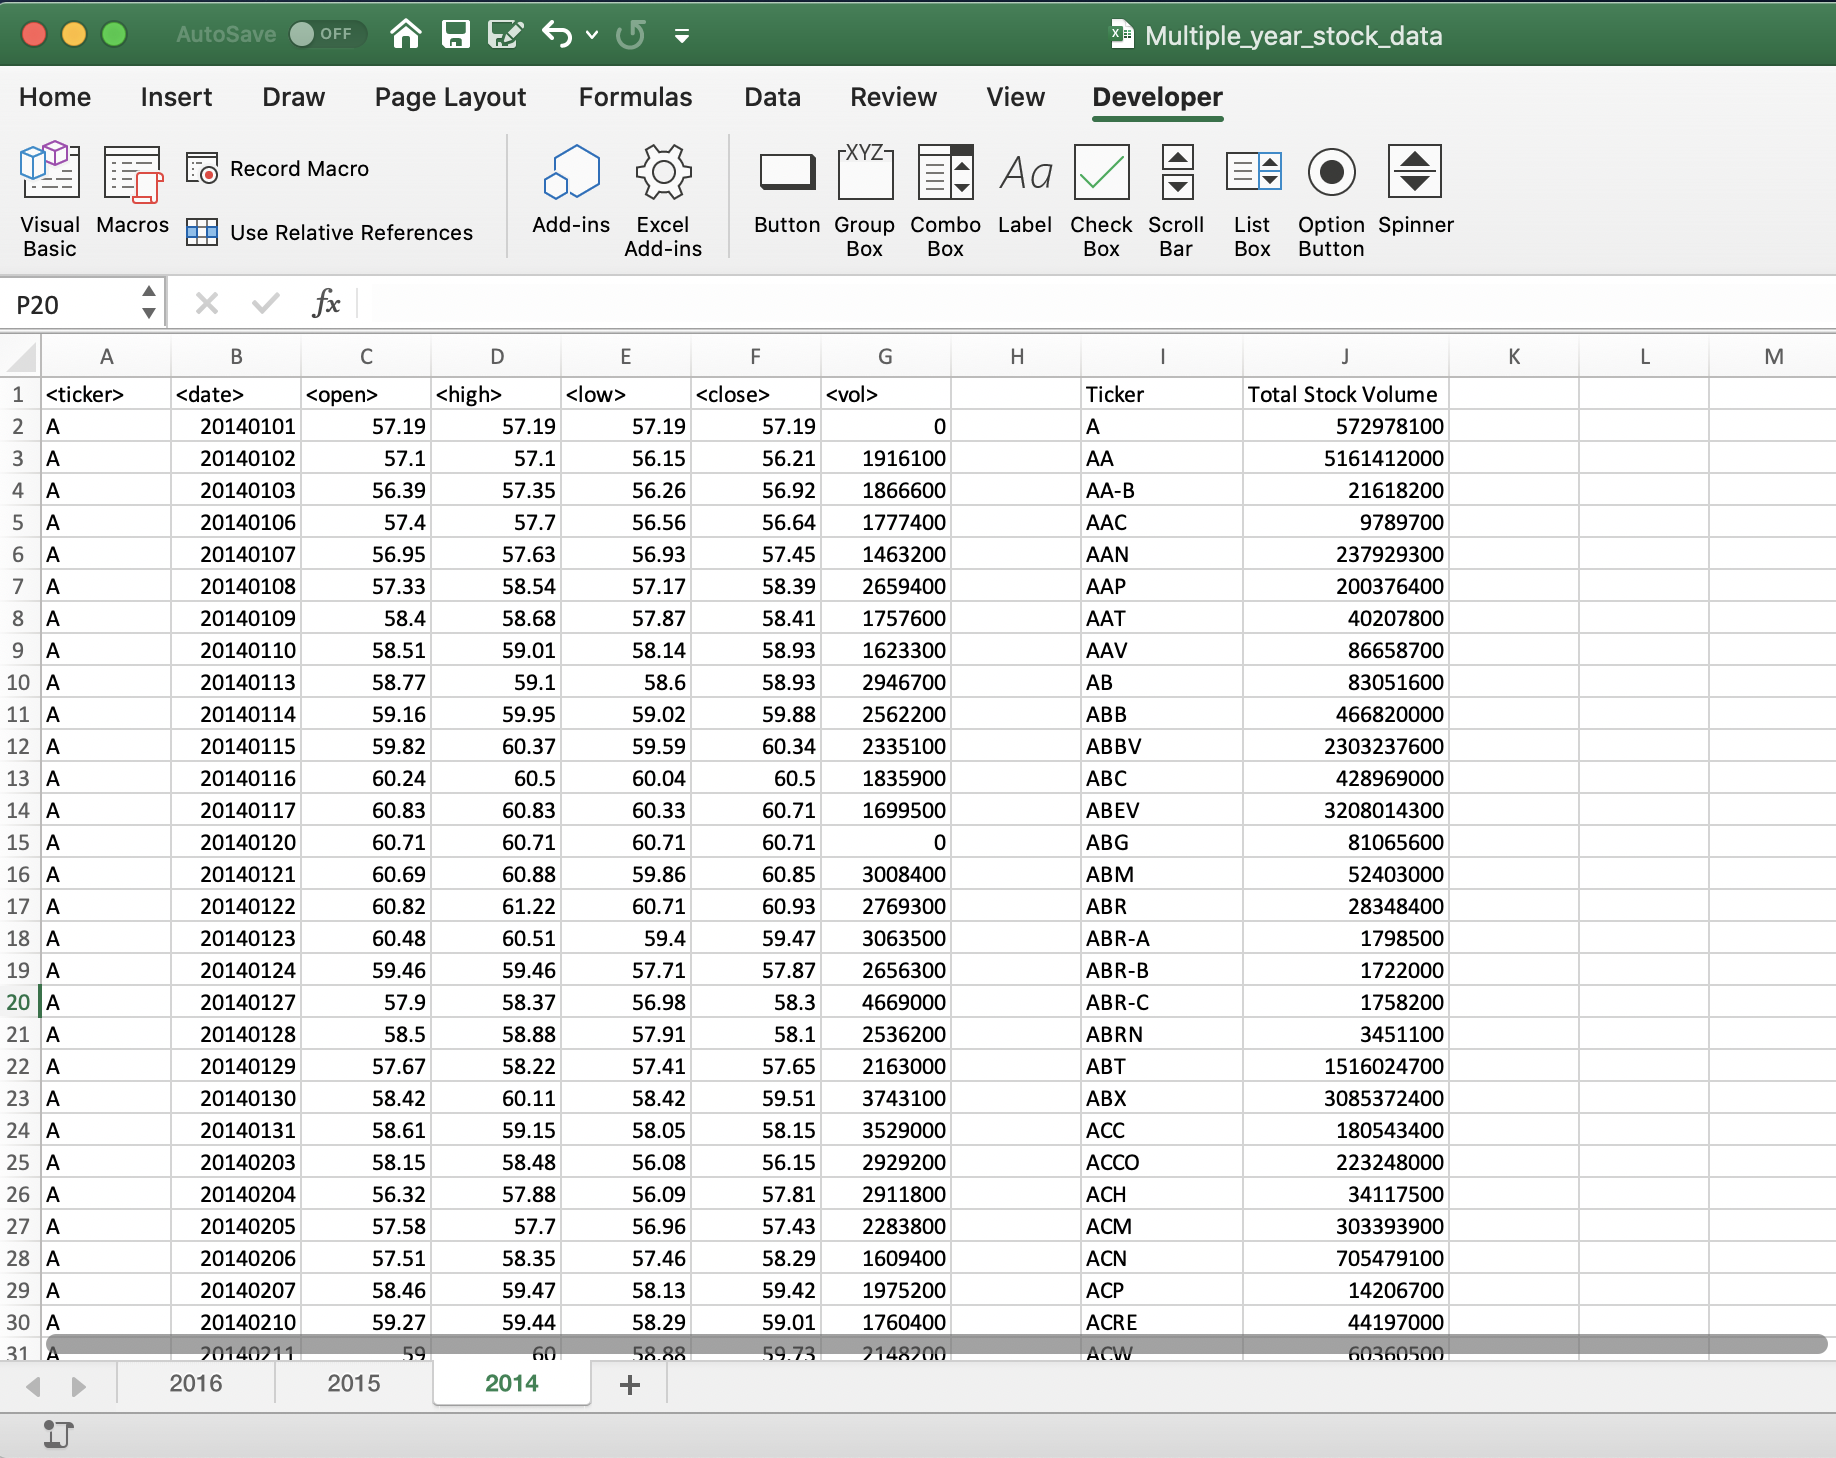 AutoSave OFF Multiple_year_stock_data
Home Insert Draw Page Layout Formulas Data Review View Developer
Visual Basic Macros Record Macro Use Relative References Add-ins Excel Add-ins Button Group Box XYZ Combo Box Aa Label Check Box Scroll Bar List Box Option Button Spinner
P20 fx
A B C D E F G H I J K L M
1 <ticker> <date> <open> <high> <low> <close> <vol> Ticker Total Stock Volume
2 A 20140101 57.19 57.19 57.19 57.19 0 A 572978100
3 A 20140102 57.1 57.1 56.15 56.21 1916100 AA 5161412000
4 A 20140103 56.39 57.35 56.26 56.92 1866600 AA-B 21618200
5 A 20140106 57.4 57.7 56.56 56.64 1777400 AAC 9789700
6 A 20140107 56.95 57.63 56.93 57.45 1463200 AAN 237929300
7 A 20140108 57.33 58.54 57.17 58.39 2659400 AAP 200376400
8 A 20140109 58.4 58.68 57.87 58.41 1757600 AAT 40207800
9 A 20140110 58.51 59.01 58.14 58.93 1623300 AAV 86658700
10 A 20140113 58.77 59.1 58.6 58.93 2946700 AB 83051600
11 A 20140114 59.16 59.95 59.02 59.88 2562200 ABB 466820000
12 A 20140115 59.82 60.37 59.59 60.34 2335100 ABBV 2303237600
13 A 20140116 60.24 60.5 60.04 60.5 1835900 ABC 428969000
14 A 20140117 60.83 60.83 60.33 60.71 1699500 ABEV 3208014300
15 A 20140120 60.71 60.71 60.71 60.71 0 ABG 81065600
16 A 20140121 60.69 60.88 59.86 60.85 3008400 ABM 52403000
17 A 20140122 60.82 61.22 60.71 60.93 2769300 ABR 28348400
18 A 20140123 60.48 60.51 59.4 59.47 3063500 ABR-A 1798500
19 A 20140124 59.46 59.46 57.71 57.87 2656300 ABR-B 1722000
20 A 20140127 57.9 58.37 56.98 58.3 4669000 ABR-C 1758200
21 A 20140128 58.5 58.88 57.91 58.1 2536200 ABRN 3451100
22 A 20140129 57.67 58.22 57.41 57.65 2163000 ABT 1516024700
23 A 20140130 58.42 60.11 58.42 59.51 3743100 ABX 3085372400
24 A 20140131 58.61 59.15 58.05 58.15 3529000 ACC 180543400
25 A 20140203 58.15 58.48 56.08 56.15 2929200 ACCO 223248000
26 A 20140204 56.32 57.88 56.09 57.81 2911800 ACH 34117500
27 A 20140205 57.58 57.7 56.96 57.43 2283800 ACM 303393900
28 A 20140206 57.51 58.35 57.46 58.29 1609400 ACN 705479100
29 A 20140207 58.46 59.47 58.13 59.42 1975200 ACP 14206700
30 A 20140210 59.27 59.44 58.29 59.01 1760400 ACRE 44197000
31 A 20140211 59 60 58.88 59.73 2148200 ACW 60360500
2016 2015 2014